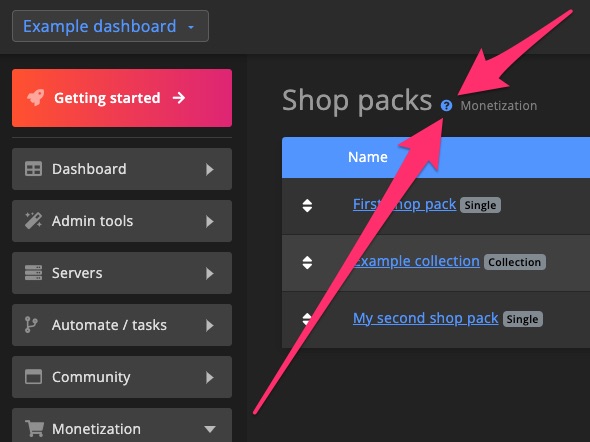 Example dashboard
Getting started
Shop packs ? Monetization
Name
Dashboard
First shop pack Single
Admin tools
Servers
Example collection Collection
Automate / tasks
My second shop pack Single
Community
Monetization